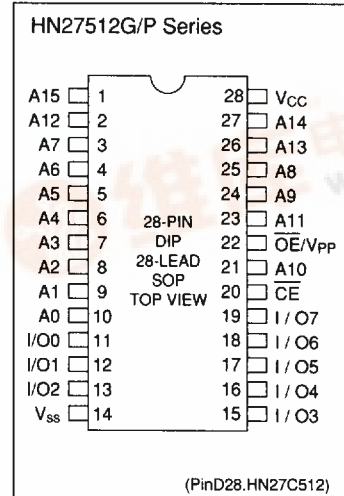 HN27512G/P Series
A15 1 28 VCC
A12 2 27 A14
A7 3 26 A13
A6 4 25 A8
A5 5 24 A9
A4 6 23 A11
A3 7 22 OE/VPP
A2 8 21 A10
A1 9 20 CE
A0 10 19 I / O7
I/O0 11 18 I / O6
I/O1 12 17 I / O5
I/O2 13 16 I / O4
Vss 14 15 I / O3
28-PIN
DIP
28-LEAD
SOP
TOP VIEW
(PinD28.HN27C512)